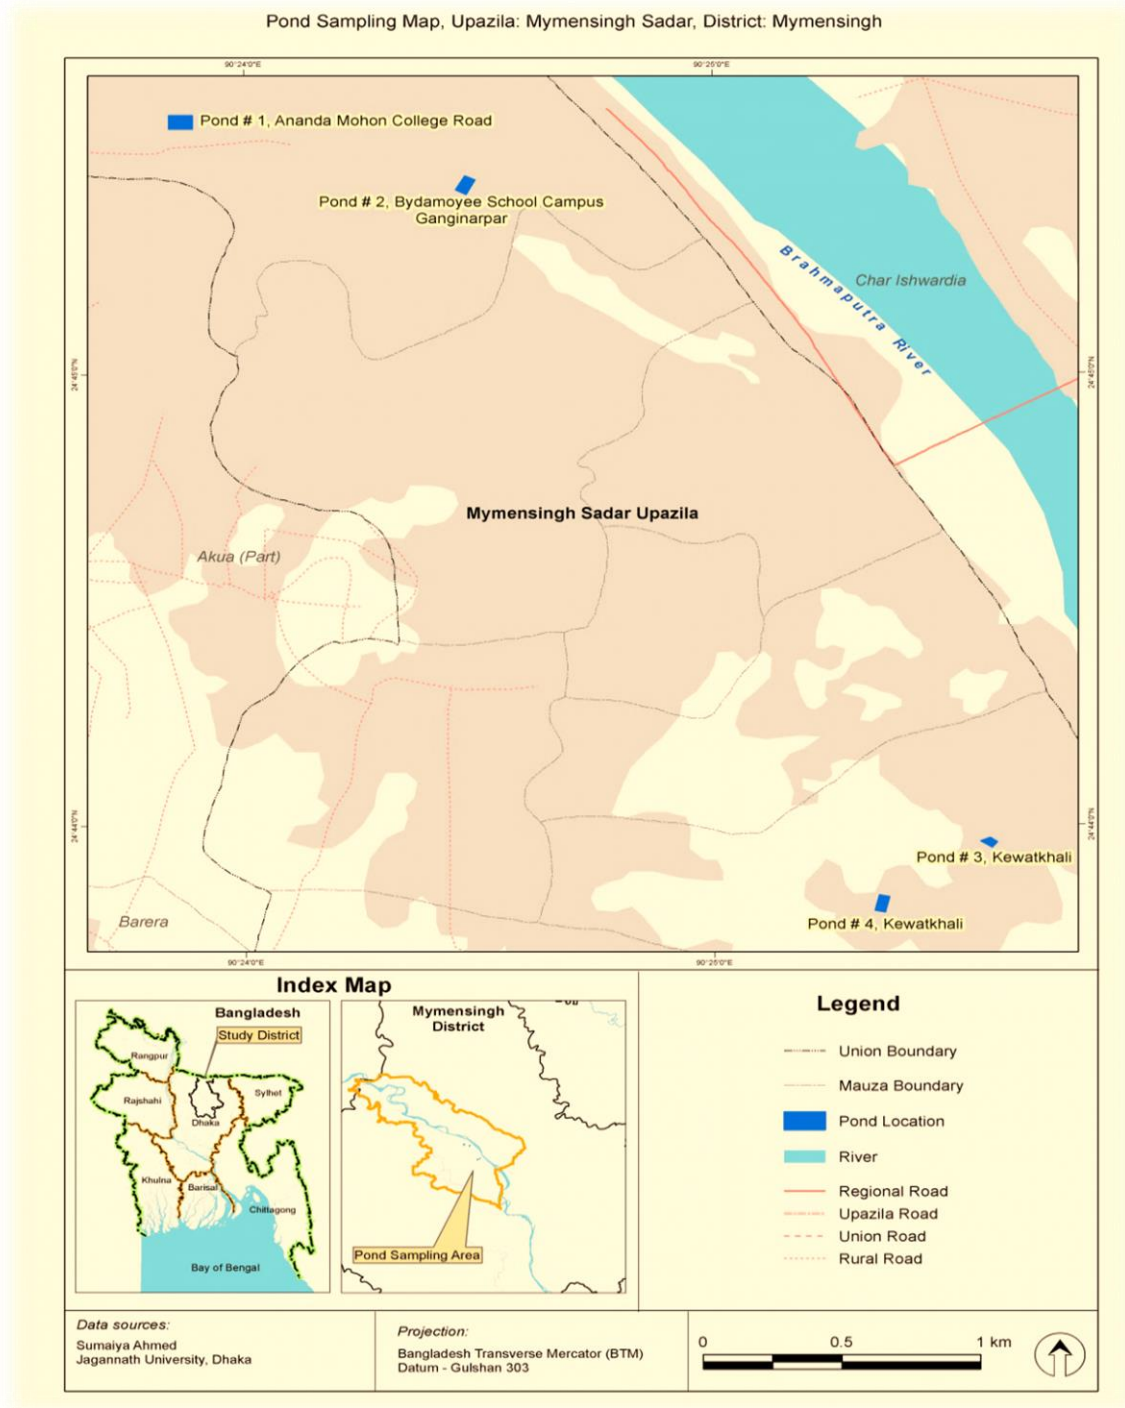 Pond Sampling Map, Upazila: Mymensingh Sadar, District: Mymensingh
90°24'0"E
90°25'0"E
Pond # 1, Ananda Mohon College Road
Pond # 2, Bydamoyee School Campus
Ganginarpar
Brahmaputra River
Char Ishwardia
24°45'0"N
24°45'0"N
Mymensingh Sadar Upazila
Akua (Part)
24°44'0"N
24°44'0"N
Pond # 3, Kewatkhali
Pond # 4, Kewatkhali
Barera
90°24'0"E
90°25'0"E
Index Map
Bangladesh
Study District
Rangpur
Rajshahi
Sylhet
Dhaka
Khulna
Barisal
Chittagong
Bay of Bengal
Mymensingh
District
Pond Sampling Area
Legend
Union Boundary
Mauza Boundary
Pond Location
River
Regional Road
Upazila Road
Union Road
Rural Road
Data sources:
Sumaiya Ahmed
Jagannath University, Dhaka
Projection:
Bangladesh Transverse Mercator (BTM)
Datum - Gulshan 303
0 0.5 1 km